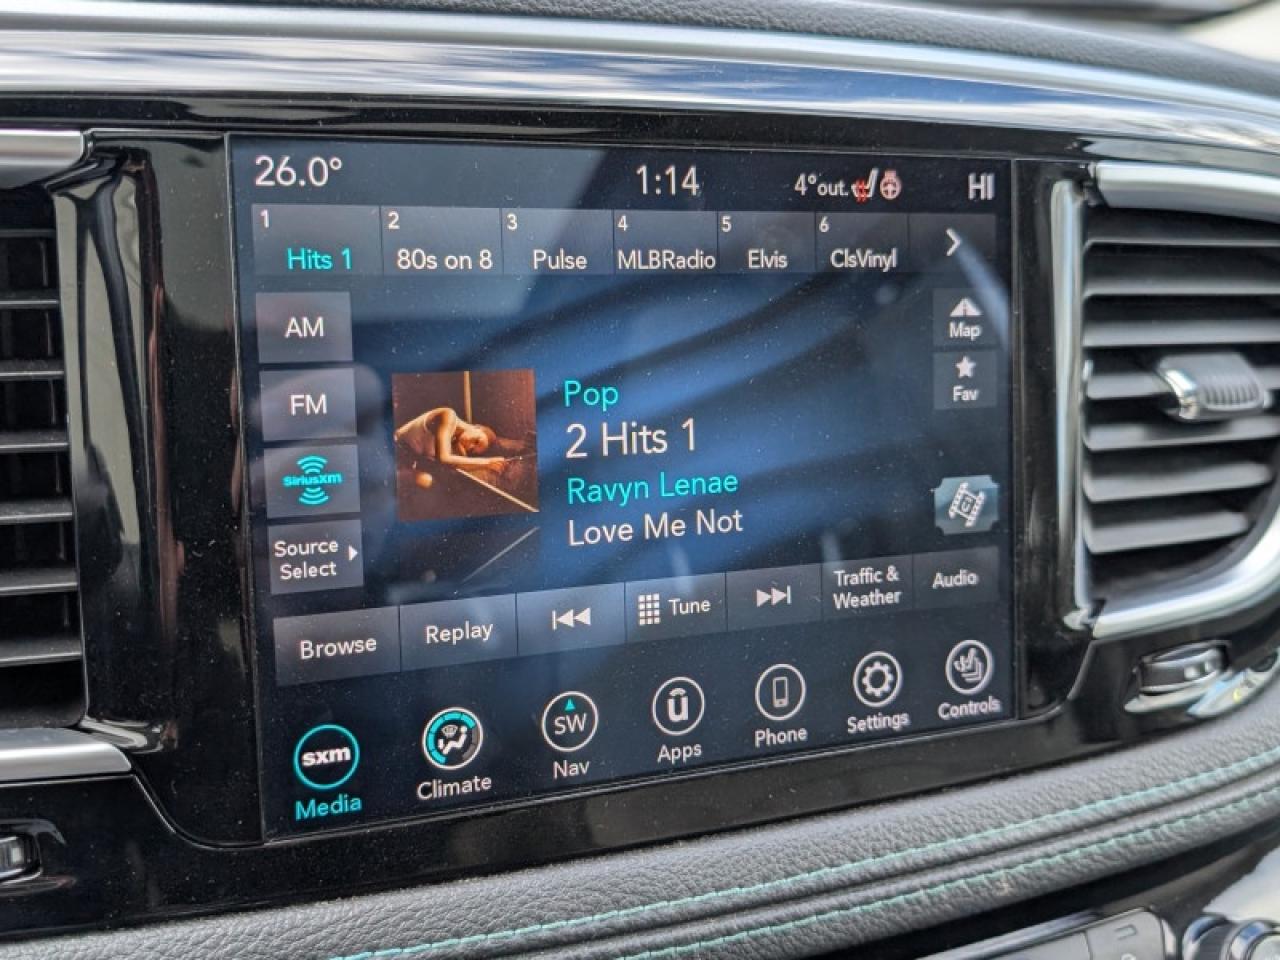 26.0°
1:14
4°out.
HI
1
Hits 1
2
80s on 8
3
Pulse
4
MLBRadio
5
Elvis
6
ClsVinyl
AM
FM
SiriusXM
Source
Select
Pop
2 Hits 1
Ravyn Lenae
Love Me Not
Map
Fav
Browse
Replay
Tune
Traffic &
Weather
Audio
sxm
Media
Climate
SW
Nav
Apps
Phone
Settings
Controls